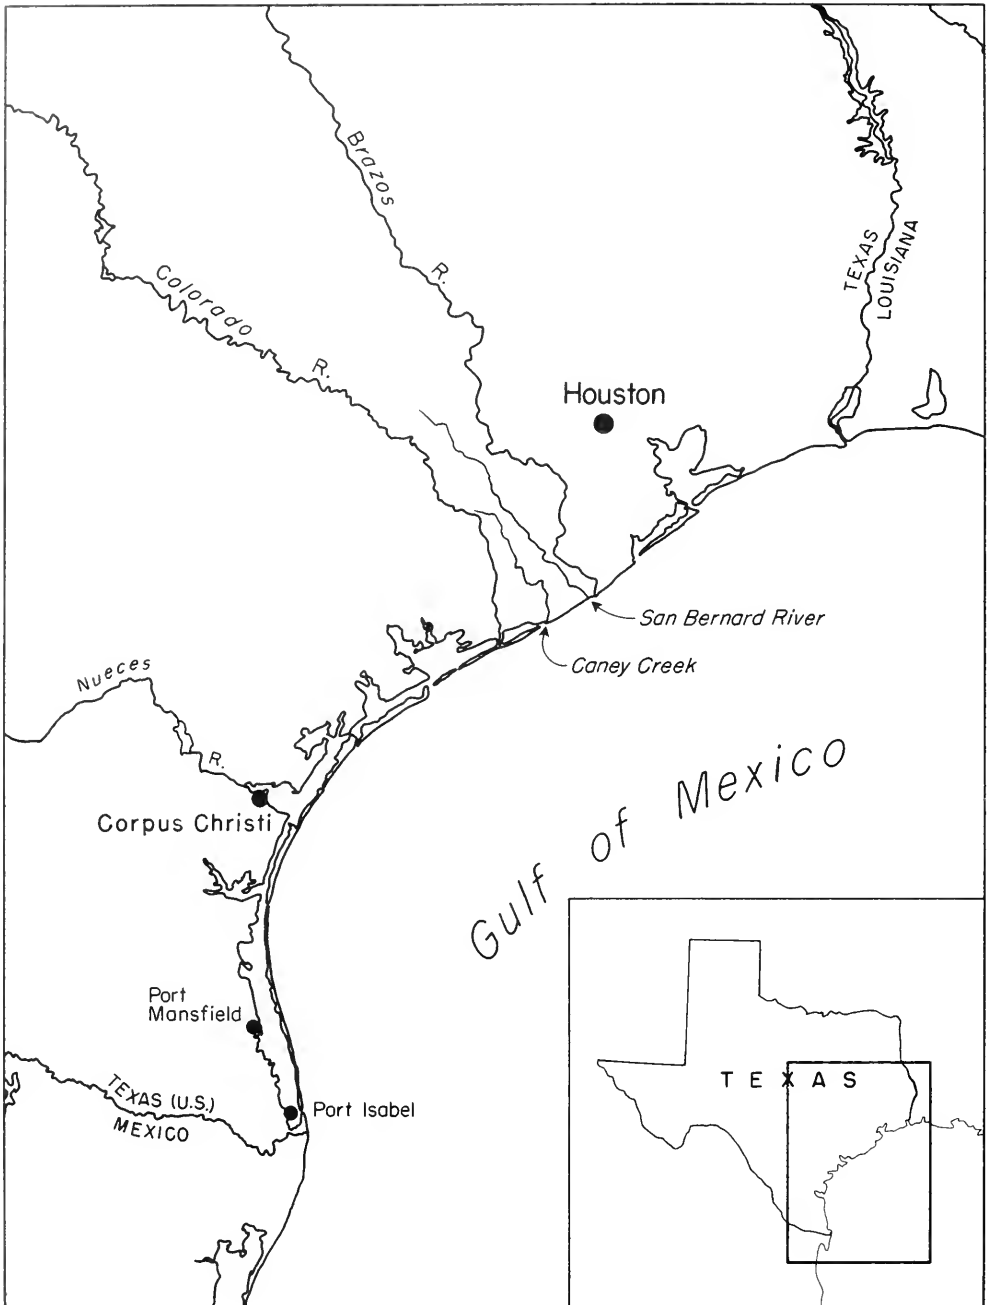 Brazos
R.
Colorado
R.
TEXAS
LOUISIANA
Houston
San Bernard River
Caney Creek
Nueces
R.
Corpus Christi
Gulf of Mexico
Port
Mansfield
TEXAS (U.S.)
MEXICO
Port Isabel
TEXAS